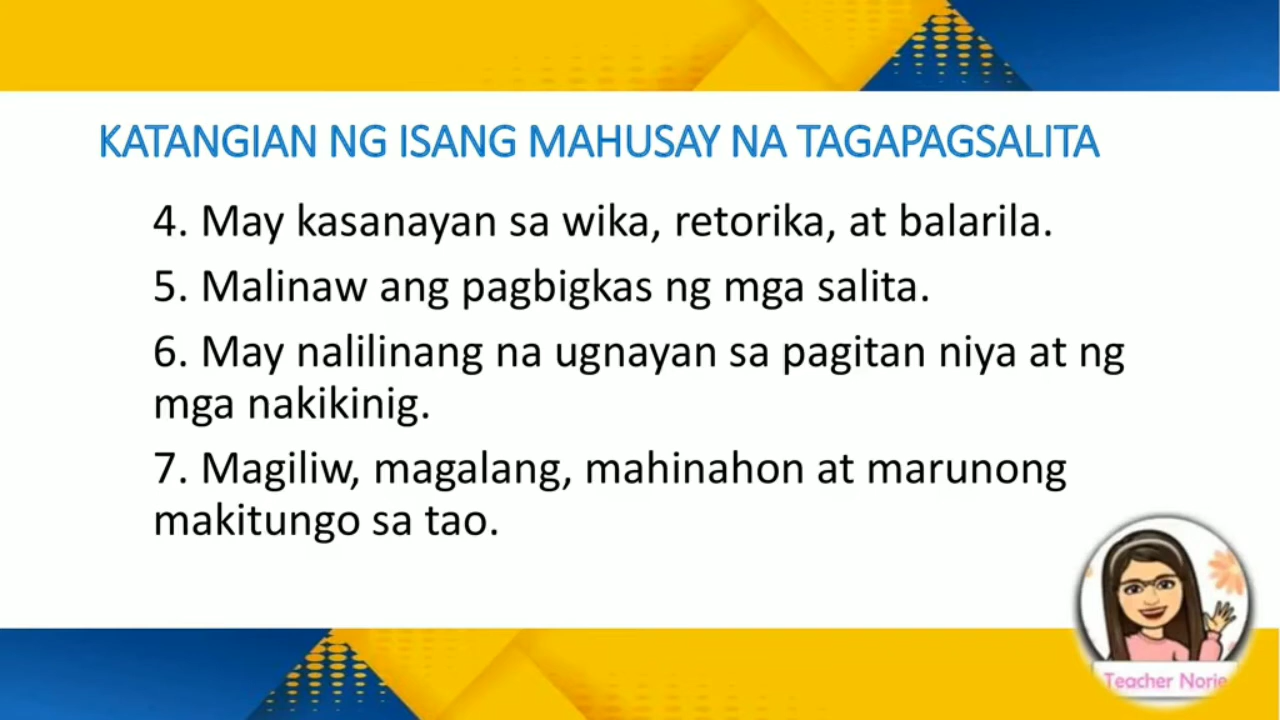 KATANGIAN NG ISANG MAHUSAY NA TAGAPAGSALITA
4. May kasanayan sa wika, retorika, at balarila.
5. Malinaw ang pagbigkas ng mga salita.
6. May nalilinang na ugnayan sa pagitan niya at ng
mga nakikinig.
7. Magiliw, magalang, mahinahon at marunong
makitungo sa tao.
Teacher Norie